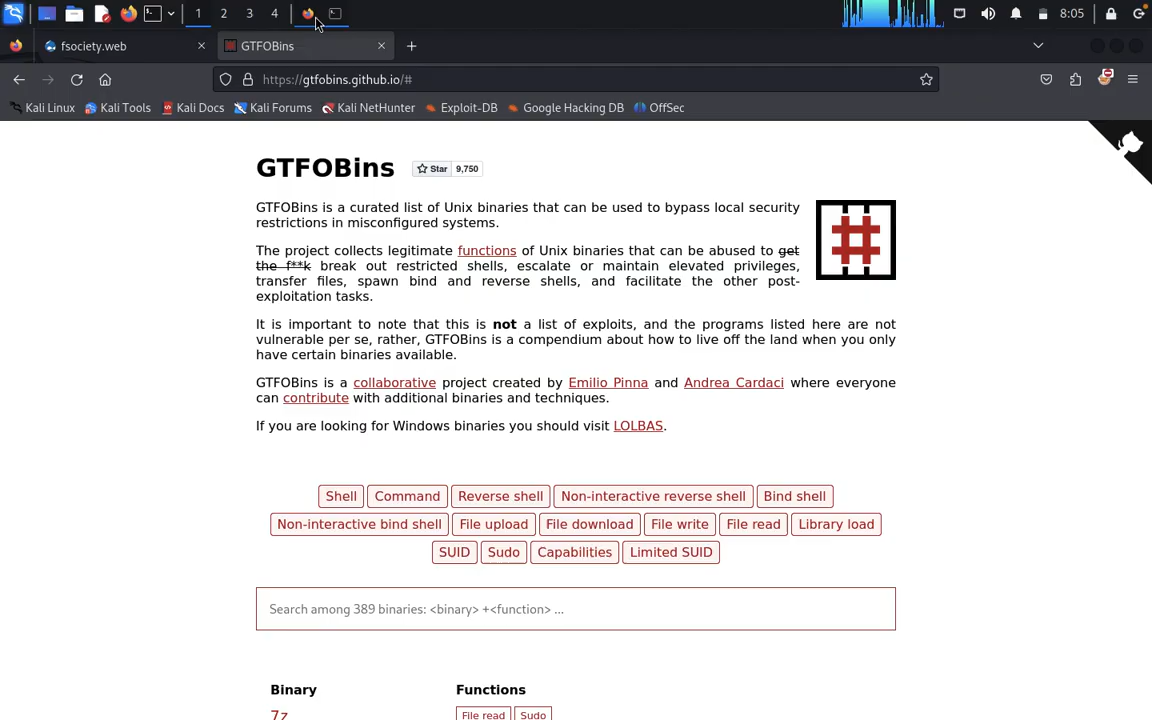 1 2 3 4 8:05
fsociety.web GTFOBins
https://gtfobins.github.io/#
Kali Linux Kali Tools Kali Docs Kali Forums Kali NetHunter Exploit-DB Google Hacking DB OffSec
GTFOBins Star 9,750
GTFOBins is a curated list of Unix binaries that can be used to bypass local security
restrictions in misconfigured systems.
The project collects legitimate functions of Unix binaries that can be abused to get
the f**k break out restricted shells, escalate or maintain elevated privileges,
transfer files, spawn bind and reverse shells, and facilitate the other post-
exploitation tasks.
It is important to note that this is not a list of exploits, and the programs listed here are not
vulnerable per se, rather, GTFOBins is a compendium about how to live off the land when you only
have certain binaries available.
GTFOBins is a collaborative project created by Emilio Pinna and Andrea Cardaci where everyone
can contribute with additional binaries and techniques.
If you are looking for Windows binaries you should visit LOLBAS.
Shell Command Reverse shell Non-interactive reverse shell Bind shell
Non-interactive bind shell File upload File download File write File read Library load
SUID Sudo Capabilities Limited SUID
Search among 389 binaries: <binary> +<function> ...
Binary Functions
7z File read Sudo